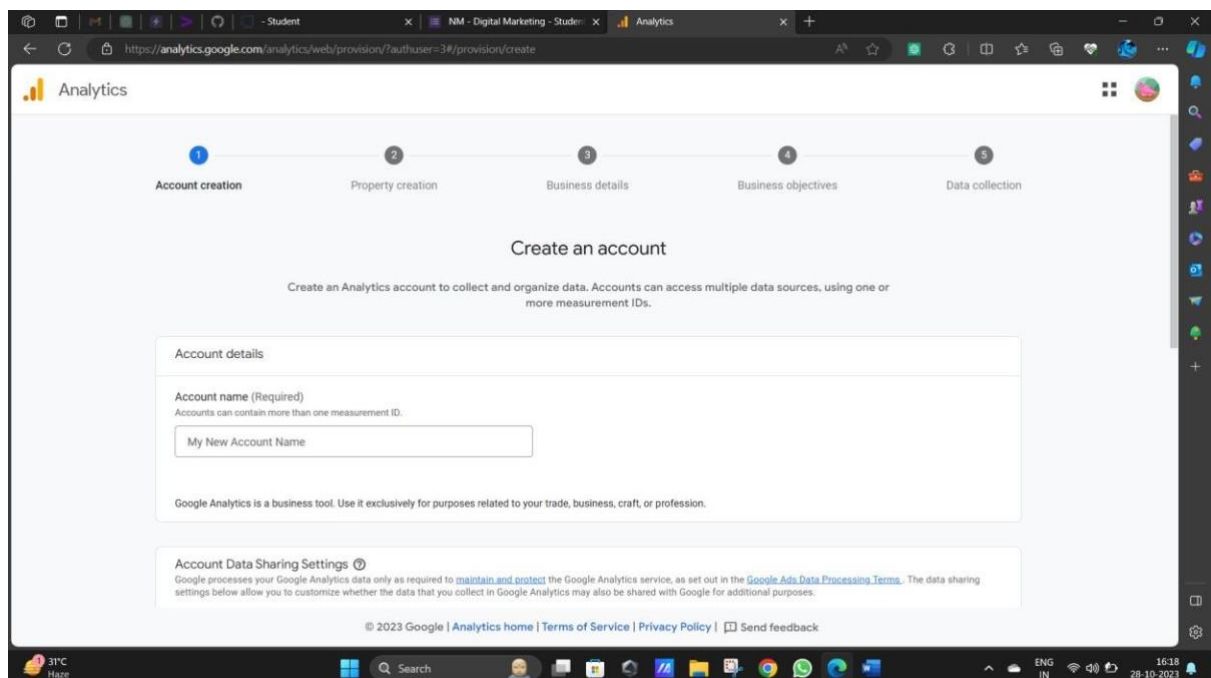 - Student
NM - Digital Marketing - Studen
Analytics
https://analytics.google.com/analytics/web/provision/?authuser=3#/provision/create
Analytics
1
2
3
4
5
Account creation
Property creation
Business details
Business objectives
Data collection
Create an account
Create an Analytics account to collect and organize data. Accounts can access multiple data sources, using one or
more measurement IDs.
Account details
Account name (Required)
Accounts can contain more than one measurement ID.
My New Account Name
Google Analytics is a business tool. Use it exclusively for purposes related to your trade, business, craft, or profession.
Account Data Sharing Settings
Google processes your Google Analytics data only as required to maintain and protect the Google Analytics service, as set out in the Google Ads Data Processing Terms. The data sharing
settings below allow you to customize whether the data that you collect in Google Analytics may also be shared with Google for additional purposes.
© 2023 Google | Analytics home | Terms of Service | Privacy Policy | Send feedback
1
31°C
Haze
Search
ENG
IN
16:18
28-10-2023